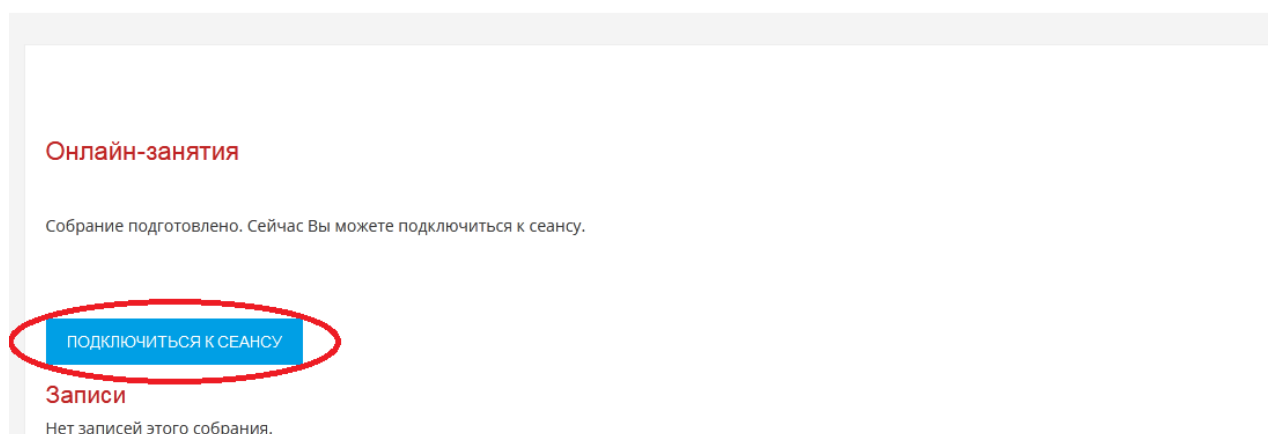 Онлайн-занятия
Собрание подготовлено. Сейчас Вы можете подключиться к сеансу.
ПОДКЛЮЧИТЬСЯ К СЕАНСУ
Записи
Нет записей этого собрания.